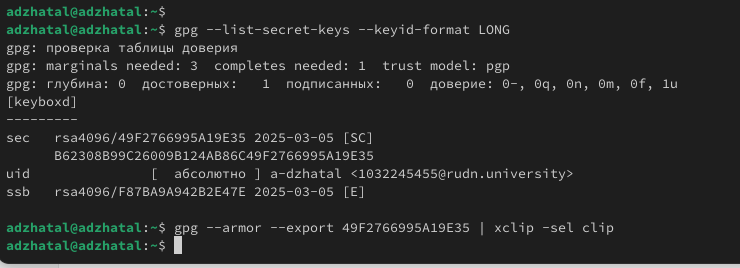 adzhatal@adzhatal:~$
adzhatal@adzhatal:~$ gpg --list-secret-keys --keyid-format LONG
gpg: проверка таблицы доверия
gpg: marginals needed: 3  completes needed: 1  trust model: pgp
gpg: глубина: 0  достоверных:   1  подписанных:   0  доверие: 0-, 0q, 0n, 0m, 0f, 1u
[keyboxd]
---------
sec   rsa4096/49F2766995A19E35 2025-03-05 [SC]
      B62308B99C26009B124AB86C49F2766995A19E35
uid                 [  абсолютно ] a-dzhatal <1032245455@rudn.university>
ssb   rsa4096/F87BA9A942B2E47E 2025-03-05 [E]

adzhatal@adzhatal:~$ gpg --armor --export 49F2766995A19E35 | xclip -sel clip
adzhatal@adzhatal:~$